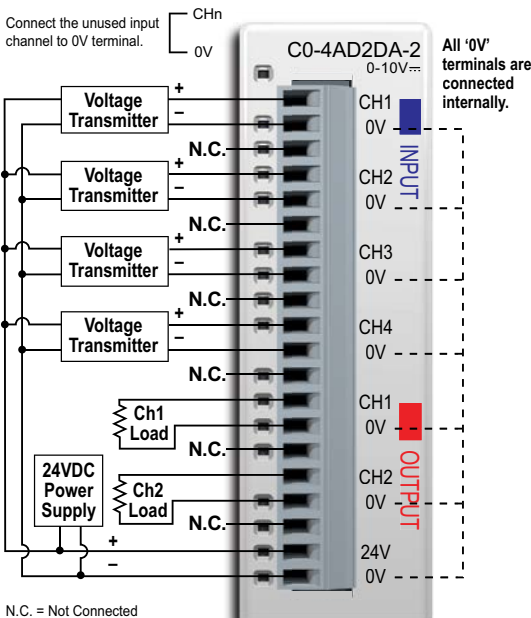 Connect the unused input
channel to 0V terminal.
CHn
0V
C0-4AD2DA-2
0-10V⎓
All ‘0V’
terminals are
connected
internally.
Voltage
Transmitter
+
–
CH1
0V
INPUT
N.C.
Voltage
Transmitter
+
–
CH2
0V
N.C.
Voltage
Transmitter
+
–
CH3
0V
N.C.
Voltage
Transmitter
+
–
CH4
0V
N.C.
Ch1
Load
CH1
0V
OUTPUT
N.C.
24VDC
Power
Supply
Ch2
Load
CH2
0V
N.C.
+
–
24V
0V
N.C. = Not Connected